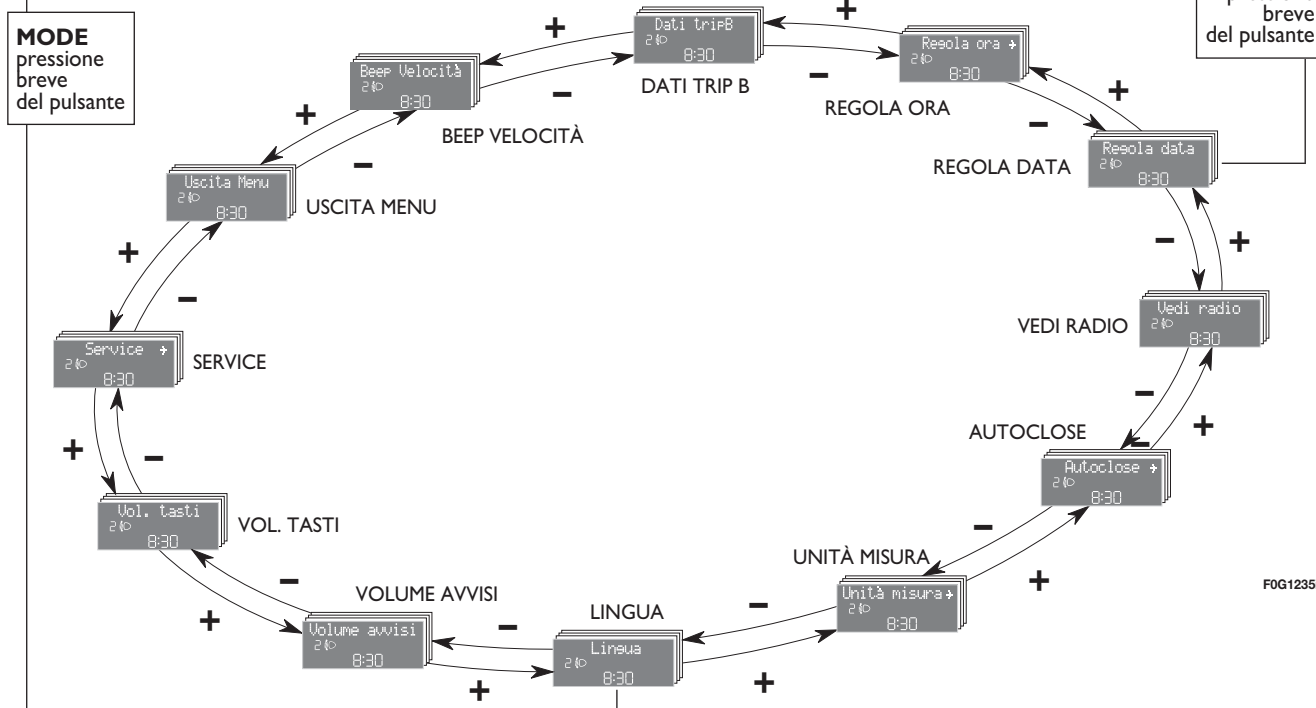 MODE
pressione
breve
del pulsante
breve
del pulsante
Dati tripB
8:30
DATI TRIP B
+
-
Regola ora
8:30
REGOLA ORA
+
-
Regola data
8:30
REGOLA DATA
-
+
Vedi radio
8:30
VEDI RADIO
-
+
Autoclose
8:30
AUTOCLOSE
-
+
Unità misura
8:30
UNITÀ MISURA
-
+
Lingua
8:30
LINGUA
-
+
Volume avvisi
8:30
VOLUME AVVISI
-
+
Vol. tasti
8:30
VOL. TASTI
-
+
Service
8:30
SERVICE
-
+
Uscita Menu
8:30
USCITA MENU
-
+
Beep Velocità
8:30
BEEP VELOCITÀ
-
+
F0G1235